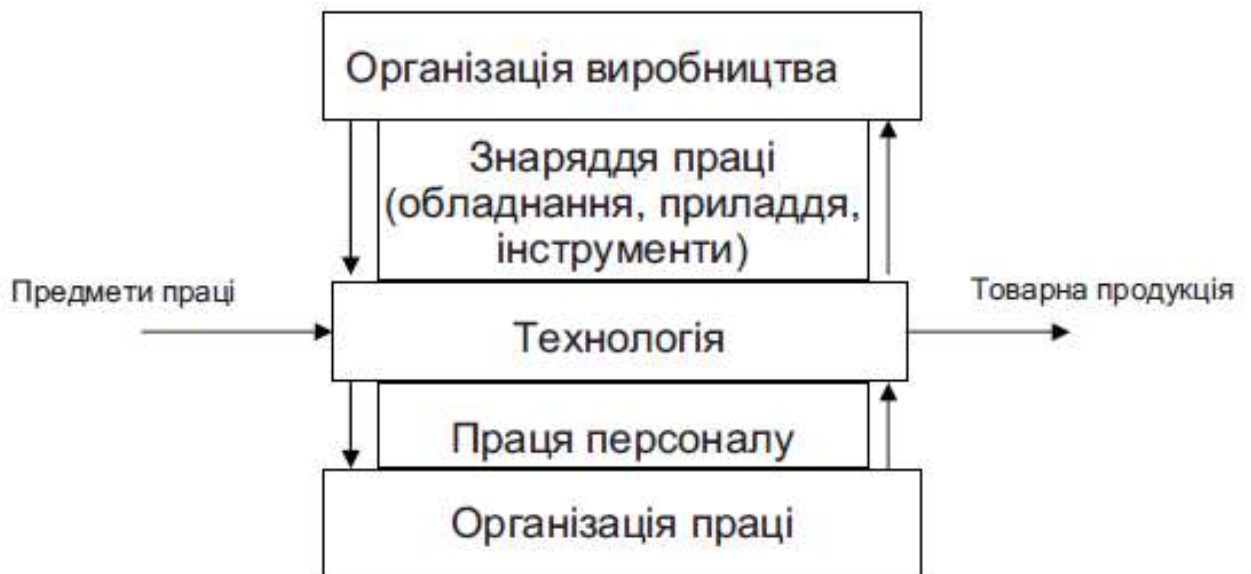 Організація виробництва
Знаряддя праці
(обладнання, приладдя,
інструменти)
Предмети праці
Товарна продукція
Технологія
Праця персоналу
Організація праці